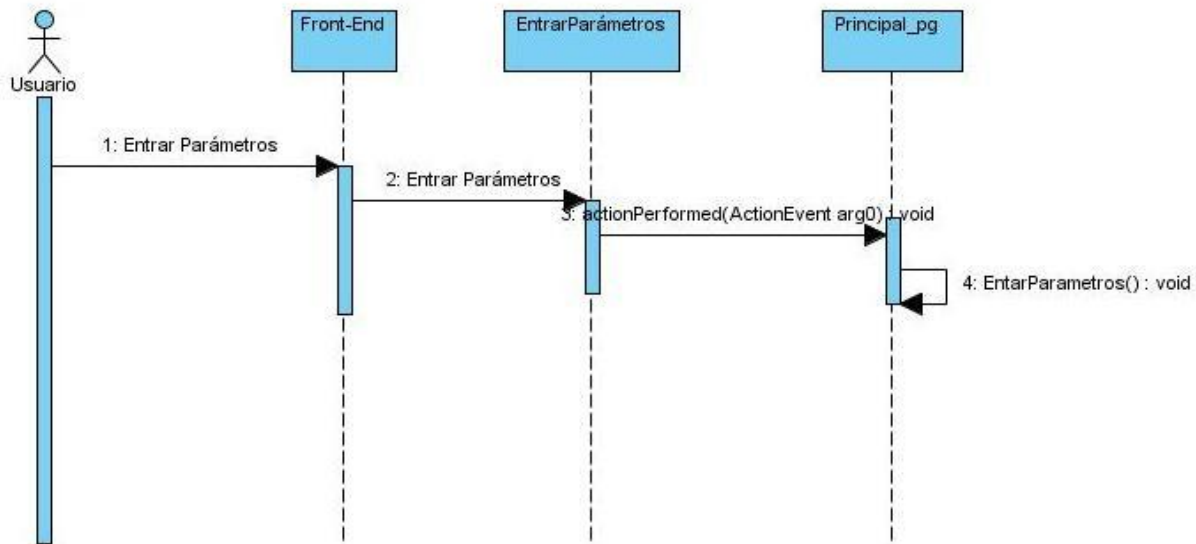 Front-End
EntrarParámetros
Principal_pg
Usuario
1: Entrar Parámetros
2: Entrar Parámetros
3: actionPerformed(ActionEvent arg0) : void
4: EntarParametros() : void